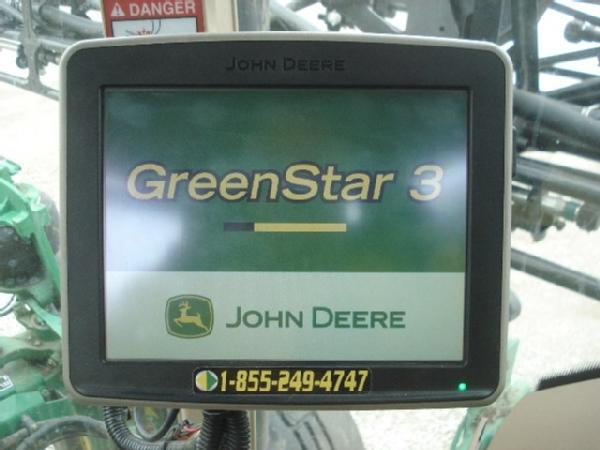 DANGER
JOHN DEERE
GreenStar 3
JOHN DEERE
1-855-249-4747